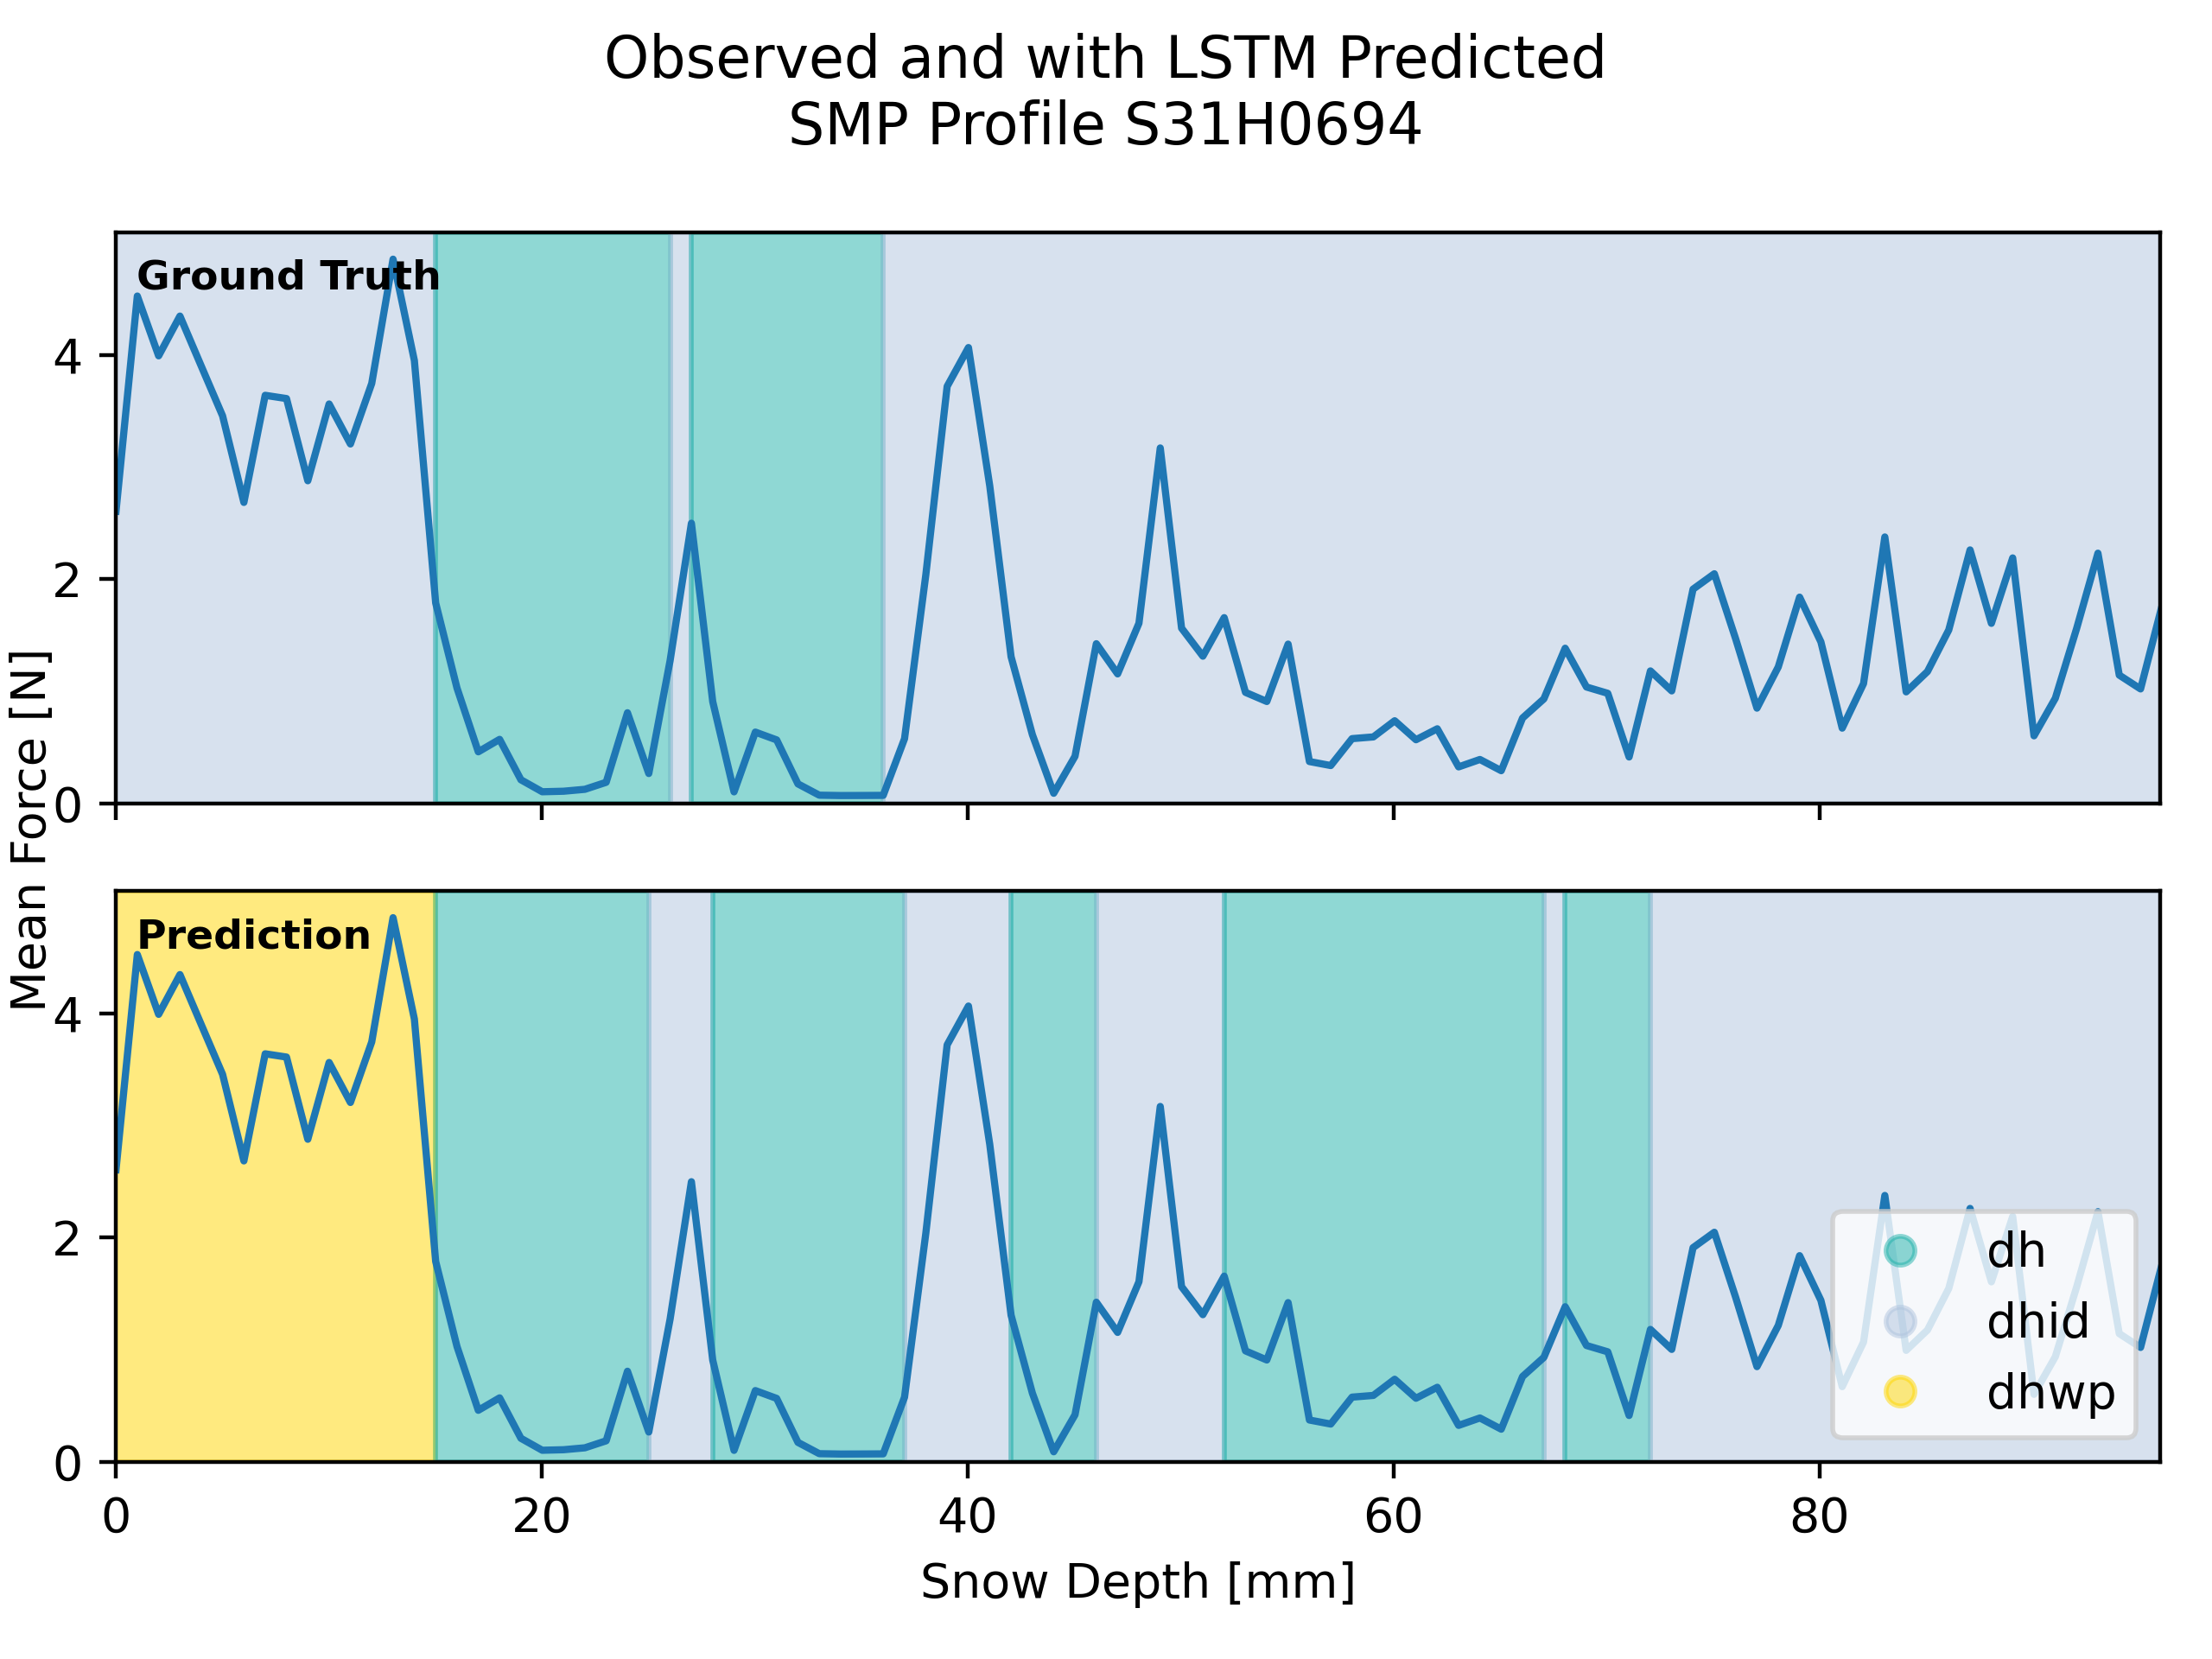 Observed and with LSTM Predicted
SMP Profile S31H0694
Ground Truth
4
2
0
Mean Force [N]
Prediction
4
2
0
dh
dhid
dhwp
0 20 40 60 80
Snow Depth [mm]